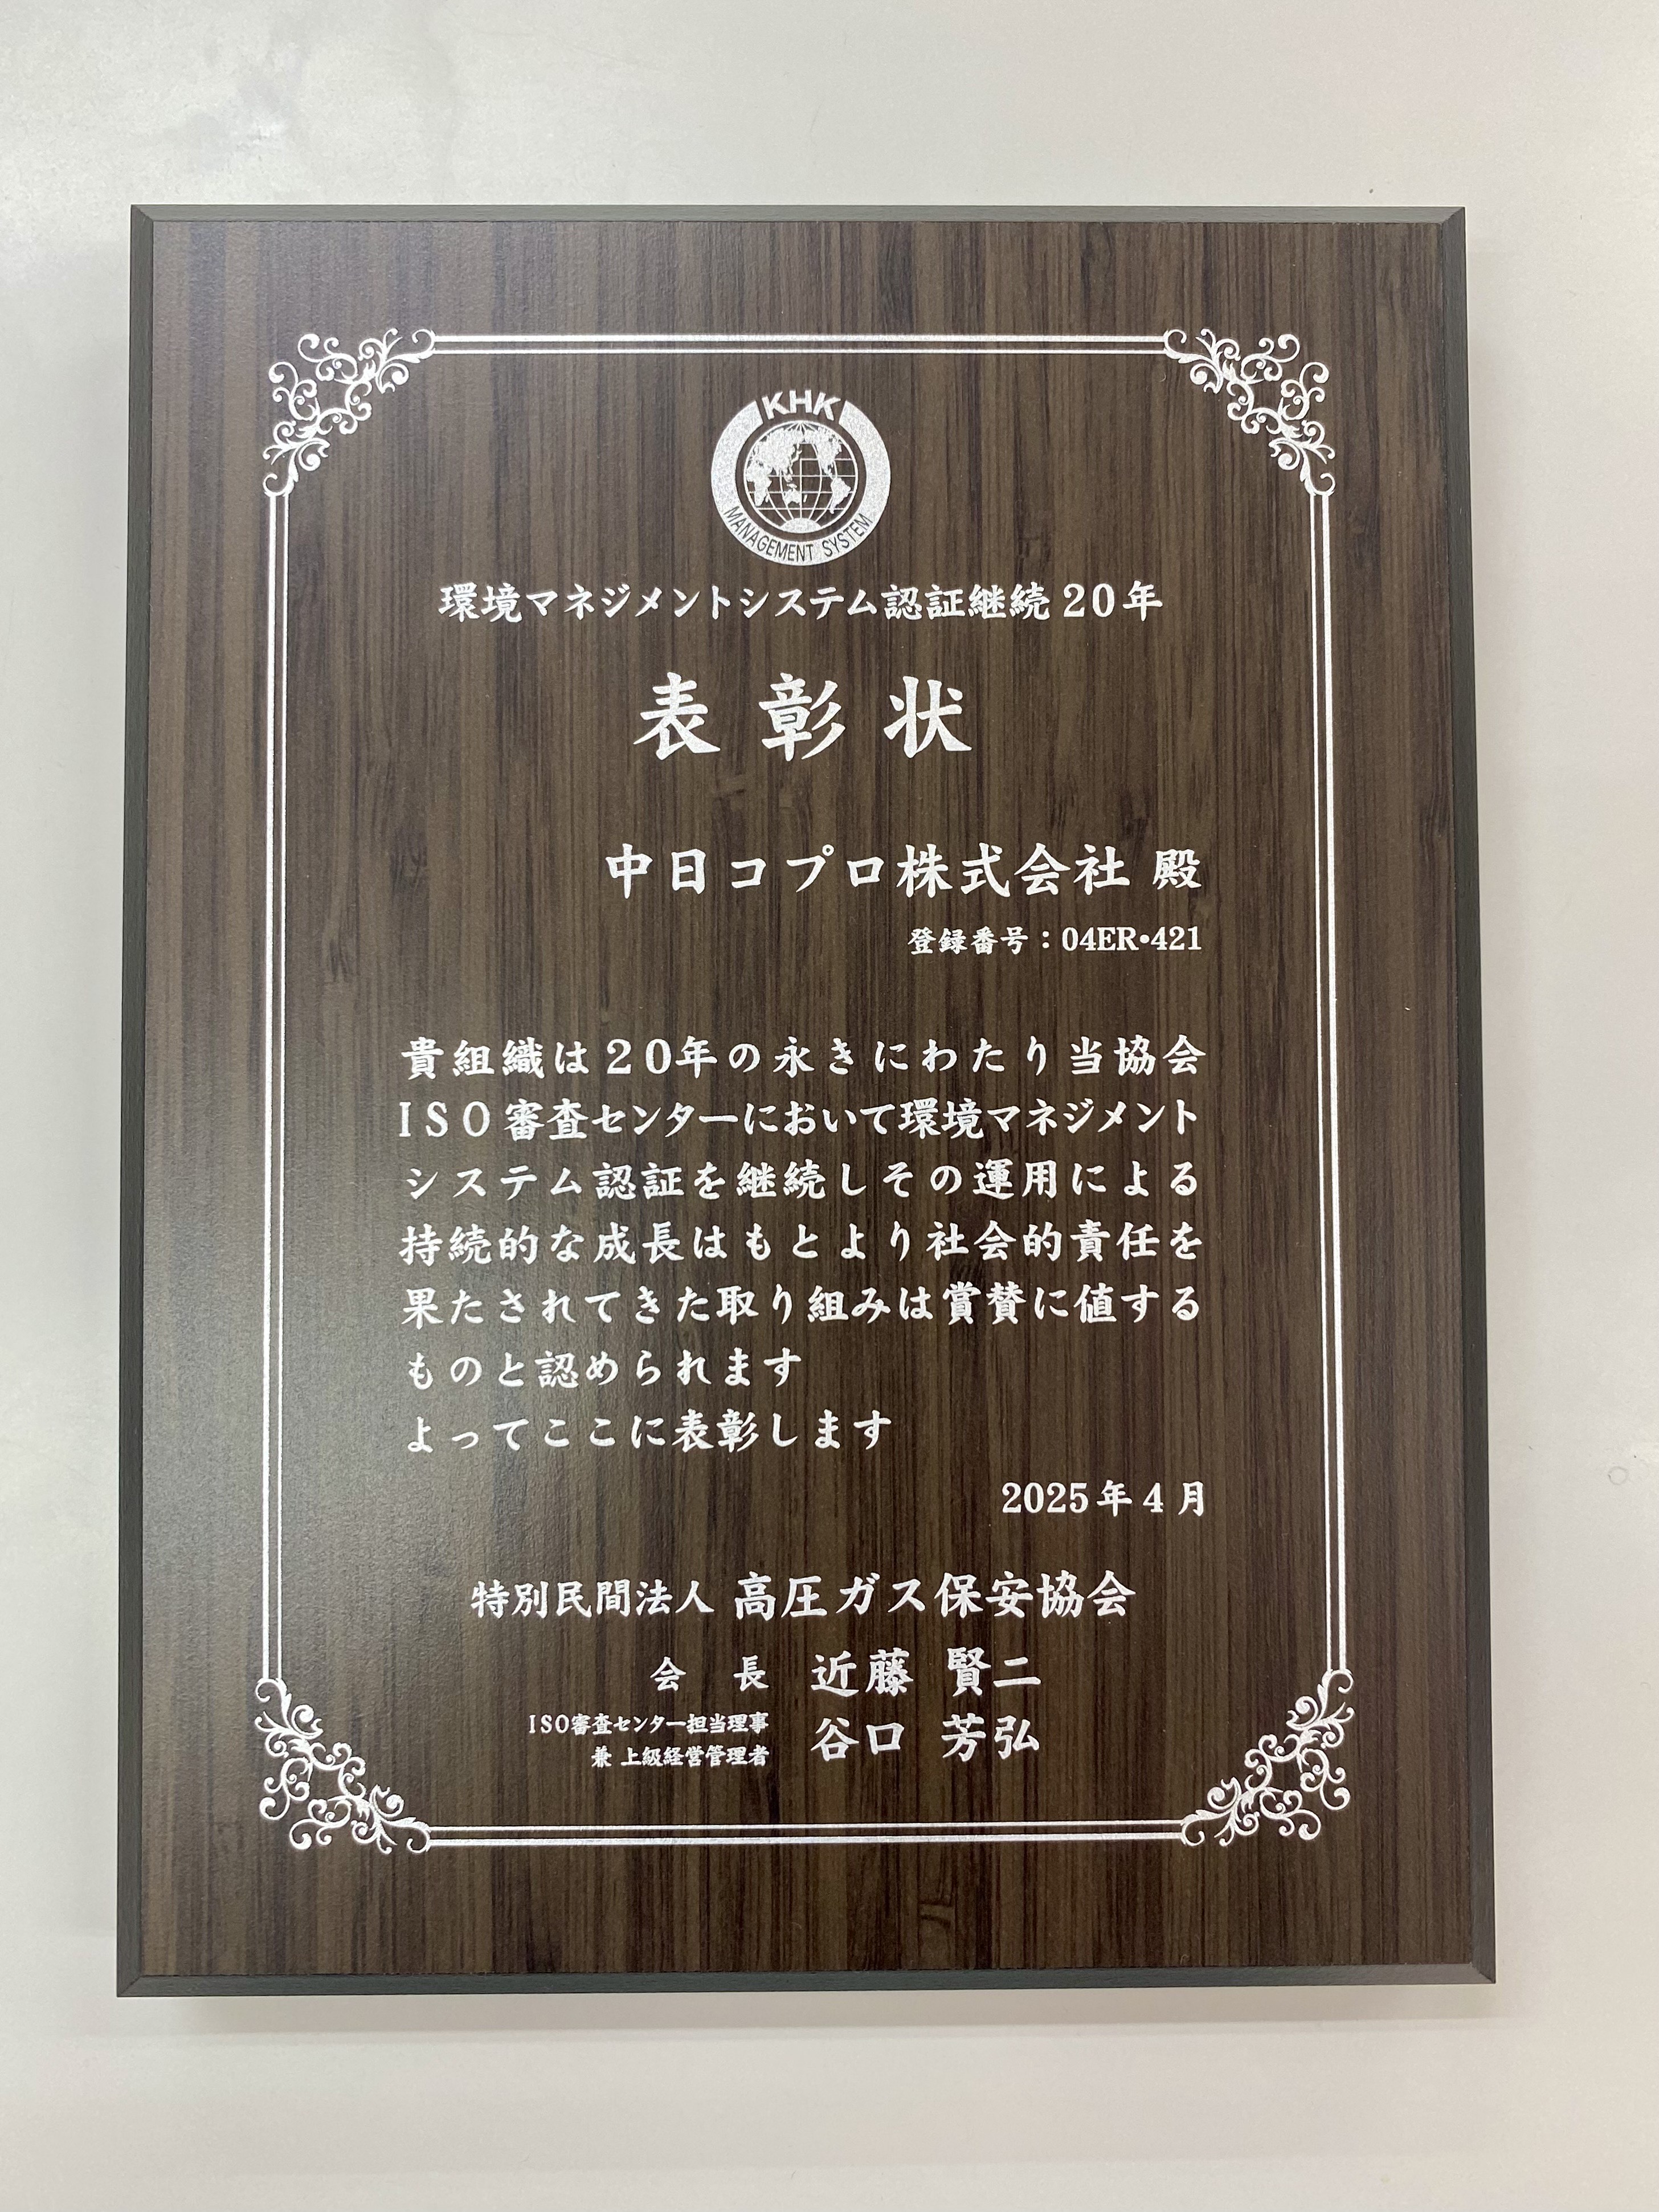 KHK
MANAGEMENT SYSTEM
環境マネジメントシステム認証継続20年
表彰状
中日コプロ株式会社 殿
登録番号：04ER•421
貴組織は20年の永きにわたり当協会
ISO審査センターにおいて環境マネジメント
システム認証を継続しその運用による
持続的な成長はもとより社会的責任を
果たされてきた取り組みは賞賛に値する
ものと認められます
よってここに表彰します
2025年4月
特別民間法人 高圧ガス保安協会
会長 近藤 賢二
ISO審査センター担当理事
兼 上級経営管理者 谷口 芳弘